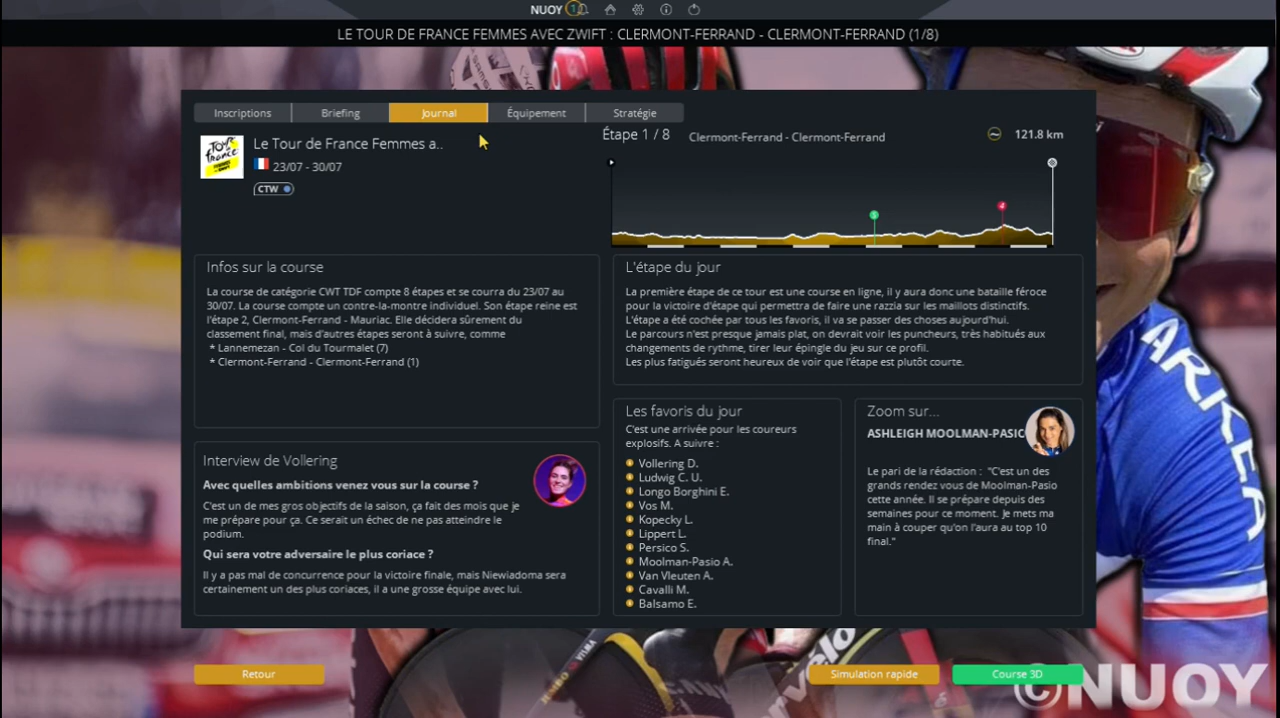 NUOY 1
LE TOUR DE FRANCE FEMMES AVEC ZWIFT : CLERMONT-FERRAND - CLERMONT-FERRAND (1/8)
Inscriptions
Briefing
Journal
Équipement
Stratégie
TOUR
france
Le Tour de France Femmes a..
23/07 - 30/07
CTW
Étape 1 / 8
Clermont-Ferrand - Clermont-Ferrand
121.8 km
S
4
Infos sur la course
La course de catégorie CWT TDF compte 8 étapes et se courra du 23/07 au
30/07. La course compte un contre-la-montre individuel. Son étape reine est
l'étape 2, Clermont-Ferrand - Mauriac. Elle décidera sûrement du
classement final, mais d'autres étapes seront à suivre, comme
* Lannemezan - Col du Tourmalet (7)
* Clermont-Ferrand - Clermont-Ferrand (1)
L'étape du jour
La première étape de ce tour est une course en ligne, il y aura donc une bataille féroce
pour la victoire d'étape qui permettra de faire une razzia sur les maillots distinctifs.
L'étape a été cochée par tous les favoris, il va se passer des choses aujourd'hui.
Le parcours n'est presque jamais plat, on devrait voir les puncheurs, très habitués aux
changements de rythme, tirer leur épingle du jeu sur ce profil.
Les plus fatigués seront heureux de voir que l'étape est plutôt courte.
Interview de Vollering
Avec quelles ambitions venez vous sur la course ?
C'est un de mes gros objectifs de la saison, ça fait des mois que je
me prépare pour ça. Ce serait un échec de ne pas atteindre le
podium.
Qui sera votre adversaire le plus coriace ?
Il y a pas mal de concurrence pour la victoire finale, mais Niewiadoma sera
certainement un des plus coriaces, il a une grosse équipe avec lui.
Les favoris du jour
C'est une arrivée pour les coureurs
explosifs. A suivre :
Vollering D.
Ludwig C. U.
Longo Borghini E.
Vos M.
Kopecky L.
Lippert L.
Persico S.
Moolman-Pasio A.
Van Vleuten A.
Cavalli M.
Balsamo E.
Zoom sur...
ASHLEIGH MOOLMAN-PASIO
Le pari de la rédaction : "C'est un des
grands rendez vous de Moolman-Pasio
cette année. Il se prépare depuis des
semaines pour ce moment. Je mets ma
main à couper qu'on l'aura au top 10
final."
ARKEA
Retour
Simulation rapide
Course 3D
©NUOY